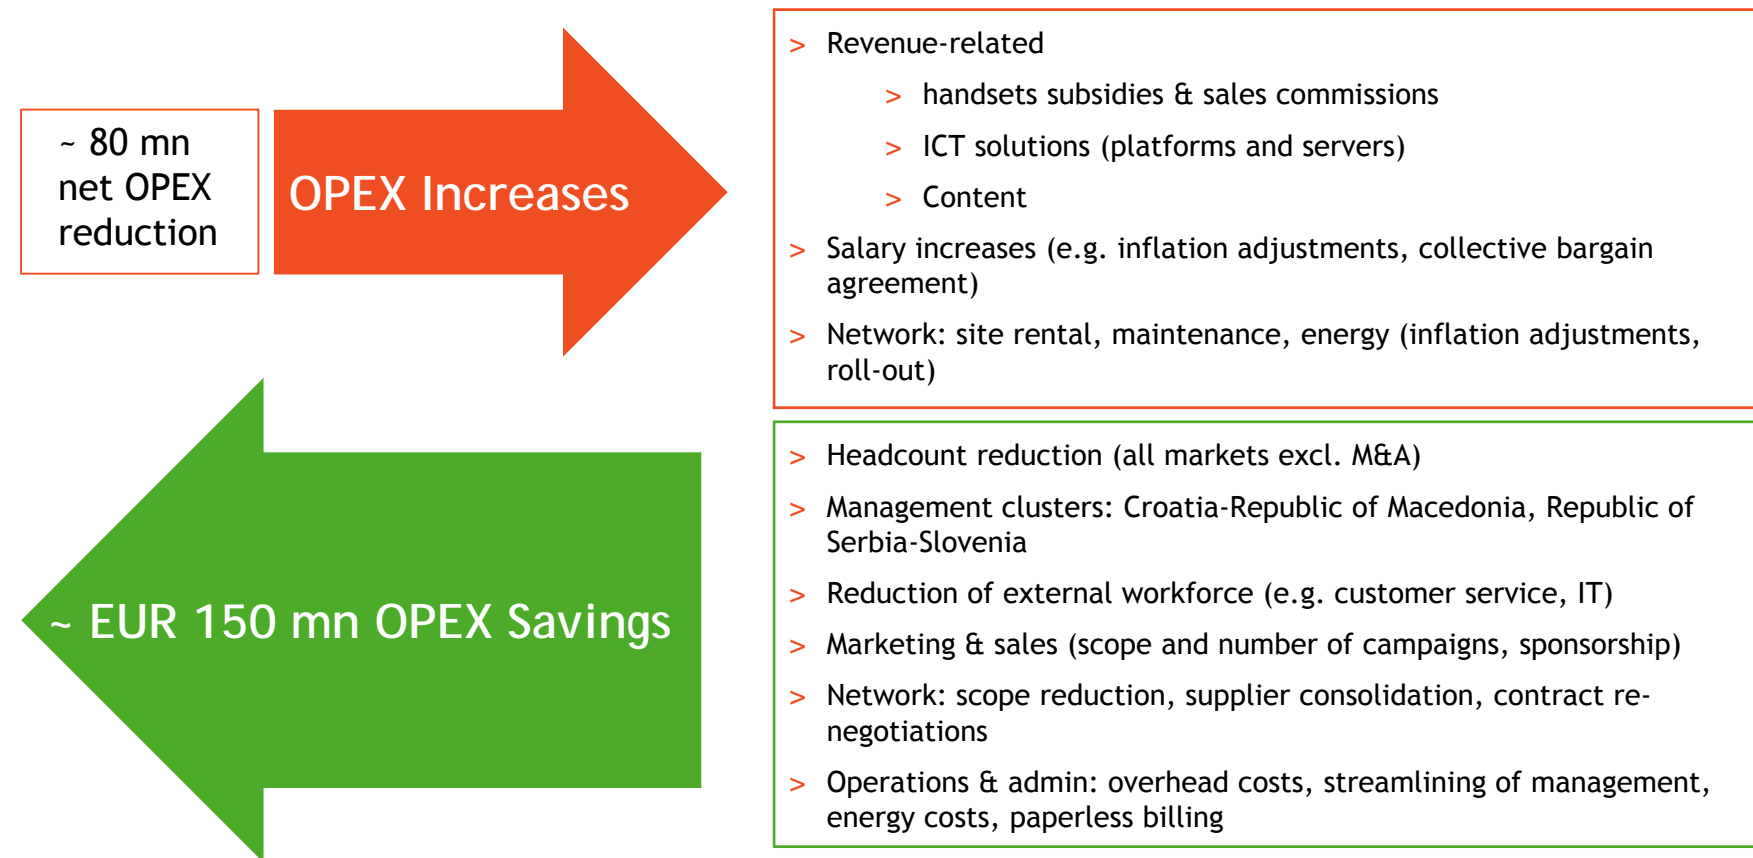 ~ 80 mn
net OPEX
reduction
OPEX Increases
> Revenue-related
> handsets subsidies & sales commissions
> ICT solutions (platforms and servers)
> Content
> Salary increases (e.g. inflation adjustments, collective bargain
agreement)
> Network: site rental, maintenance, energy (inflation adjustments,
roll-out)
~ EUR 150 mn OPEX Savings
> Headcount reduction (all markets excl. M&A)
> Management clusters: Croatia-Republic of Macedonia, Republic of
Serbia-Slovenia
> Reduction of external workforce (e.g. customer service, IT)
> Marketing & sales (scope and number of campaigns, sponsorship)
> Network: scope reduction, supplier consolidation, contract re-
negotiations
> Operations & admin: overhead costs, streamlining of management,
energy costs, paperless billing